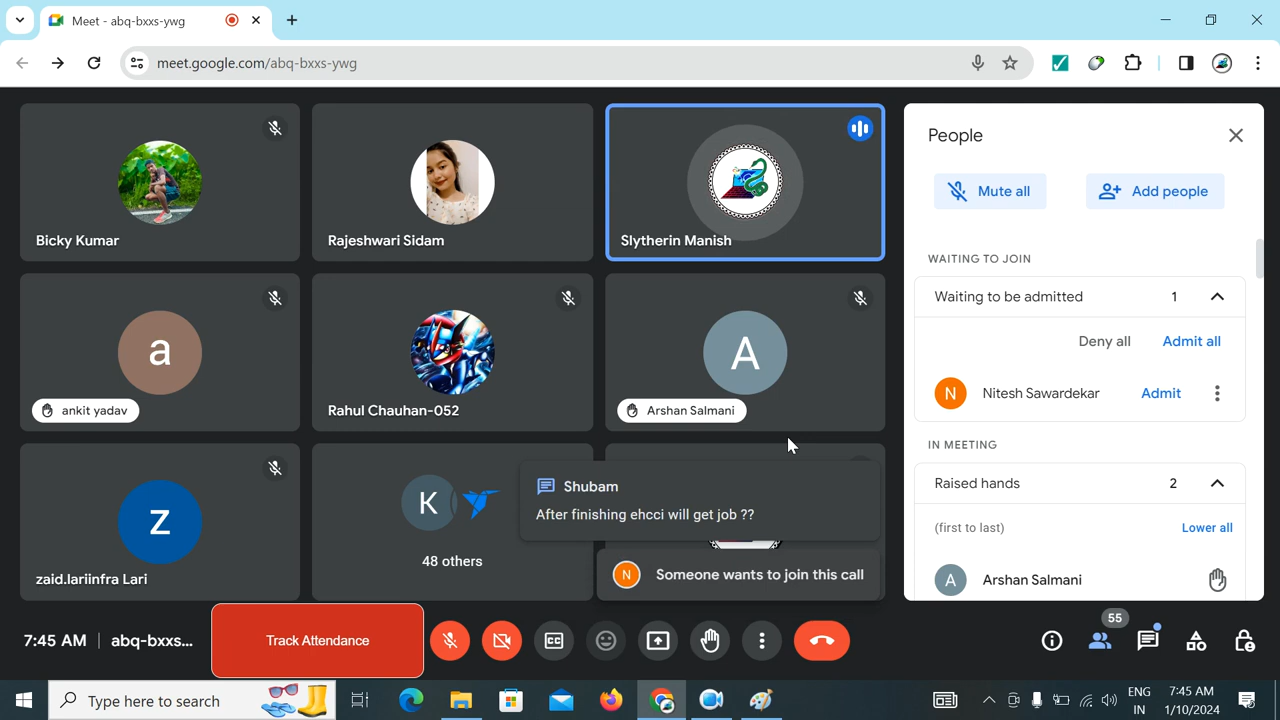 Meet - abq-bxxs-ywg
meet.google.com/abq-bxxs-ywg
Bicky Kumar
Rajeshwari Sidam
Slytherin Manish
a
ankit yadav
Rahul Chauhan-052
A
Arshan Salmani
z
zaid.lariinfra Lari
K
48 others
Shubam
After finishing ehcci will get job ??
N
Someone wants to join this call
People
Mute all
Add people
WAITING TO JOIN
Waiting to be admitted 1
Deny all Admit all
N Nitesh Sawardekar Admit
IN MEETING
Raised hands 2
(first to last) Lower all
A Arshan Salmani
7:45 AM abq-bxxs...
Track Attendance
55
Type here to search
ENG
IN
7:45 AM
1/10/2024